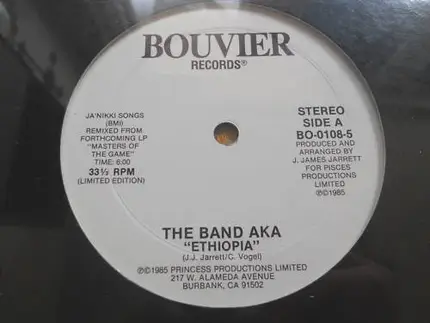 BOUVIER
RECORDS®
JA'NIKKI SONGS
(BMI)
REMIXED FROM
FORTHCOMING LP
"MASTERS OF
THE GAME"
TIME: 6:00
33⅓ RPM
(LIMITED EDITION)
STEREO
SIDE A
BO-0108-5
PRODUCED AND
ARRANGED BY
J. JAMES JARRETT
FOR PISCES
PRODUCTIONS
LIMITED
℗©1985
THE BAND AKA
"ETHIOPIA"
(J.J. Jarrett/C. Vogel)
℗©1985 PRINCESS PRODUCTIONS LIMITED
217 W. ALAMEDA AVENUE
BURBANK, CA 91502